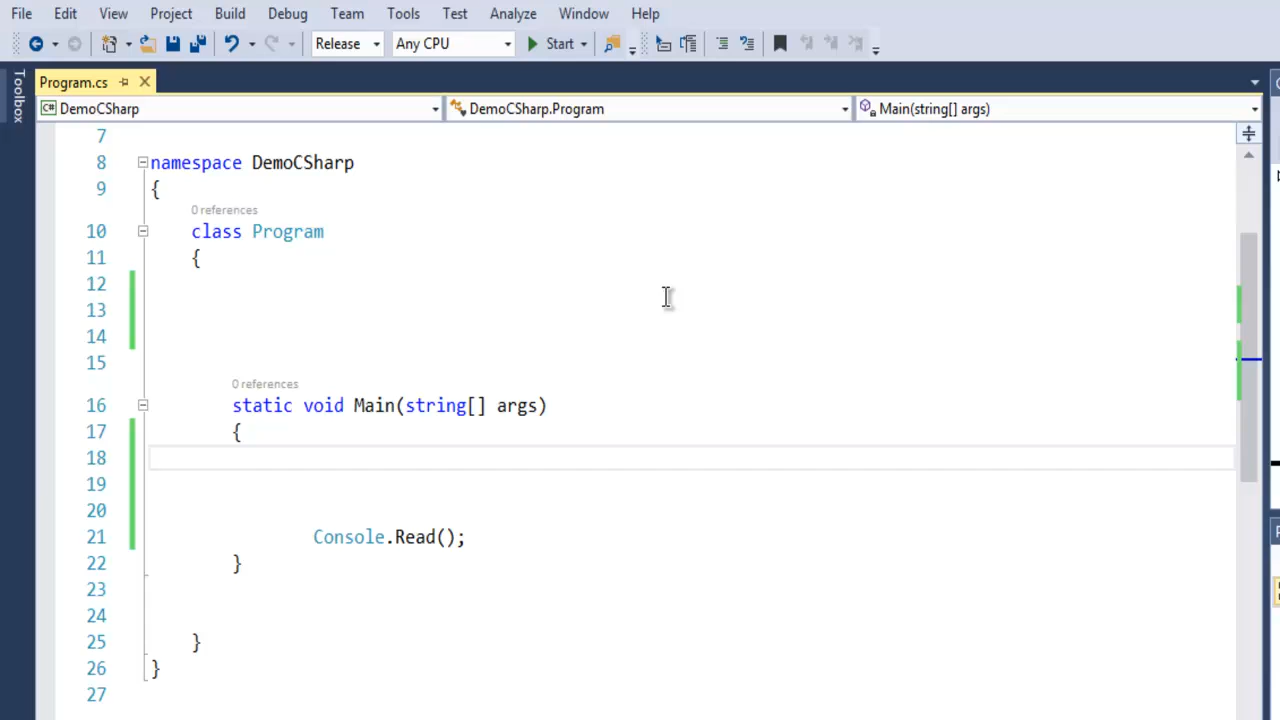 File Edit View Project Build Debug Team Tools Test Analyze Window Help
Release Any CPU Start
Toolbox
Program.cs
C# DemoCSharp DemoCSharp.Program Main(string[] args)
7
8 namespace DemoCSharp
9 {
0 references
10 class Program
11 {
12
13
14
15
0 references
16 static void Main(string[] args)
17 {
18
19
20
21 Console.Read();
22 }
23
24
25 }
26 }
27